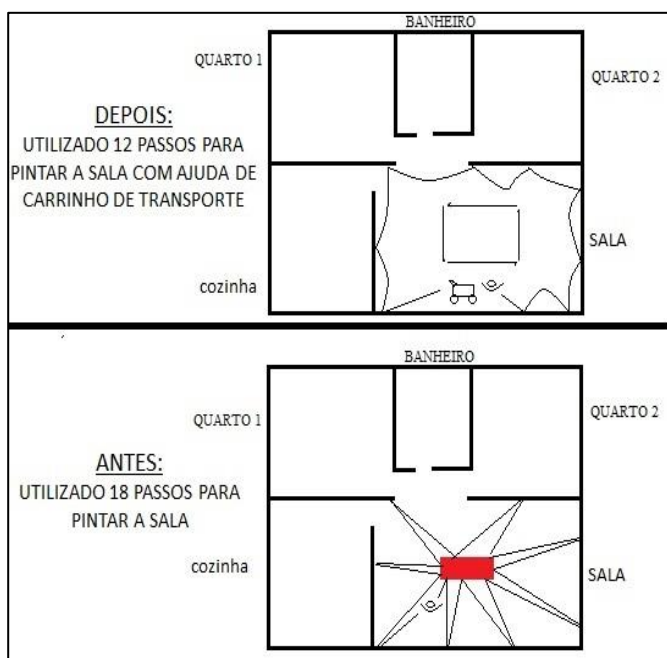 BANHEIRO
QUARTO 1
QUARTO 2
DEPOIS:
UTILIZADO 12 PASSOS PARA
PINTAR A SALA COM AJUDA DE
CARRINHO DE TRANSPORTE
SALA
cozinha
BANHEIRO
QUARTO 1
QUARTO 2
ANTES:
UTILIZADO 18 PASSOS PARA
PINTAR A SALA
cozinha
SALA